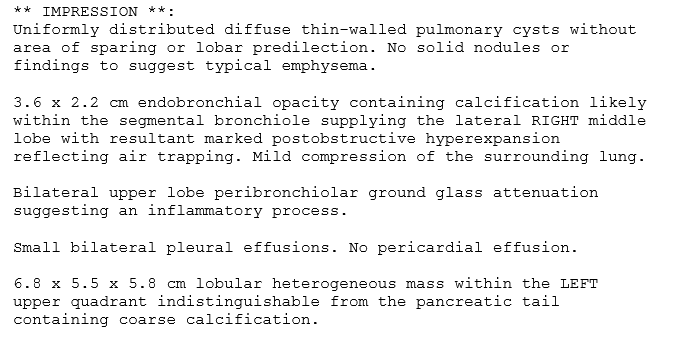 ** IMPRESSION **:
Uniformly distributed diffuse thin-walled pulmonary cysts without
area of sparing or lobar predilection. No solid nodules or
findings to suggest typical emphysema.
3.6 x 2.2 cm endobronchial opacity containing calcification likely
within the segmental bronchiole supplying the lateral RIGHT middle
lobe with resultant marked postobstructive hyperexpansion
reflecting air trapping. Mild compression of the surrounding lung.
Bilateral upper lobe peribronchiolar ground glass attenuation
suggesting an inflammatory process.
Small bilateral pleural effusions. No pericardial effusion.
6.8 x 5.5 x 5.8 cm lobular heterogeneous mass within the LEFT
upper quadrant indistinguishable from the pancreatic tail
containing coarse calcification.